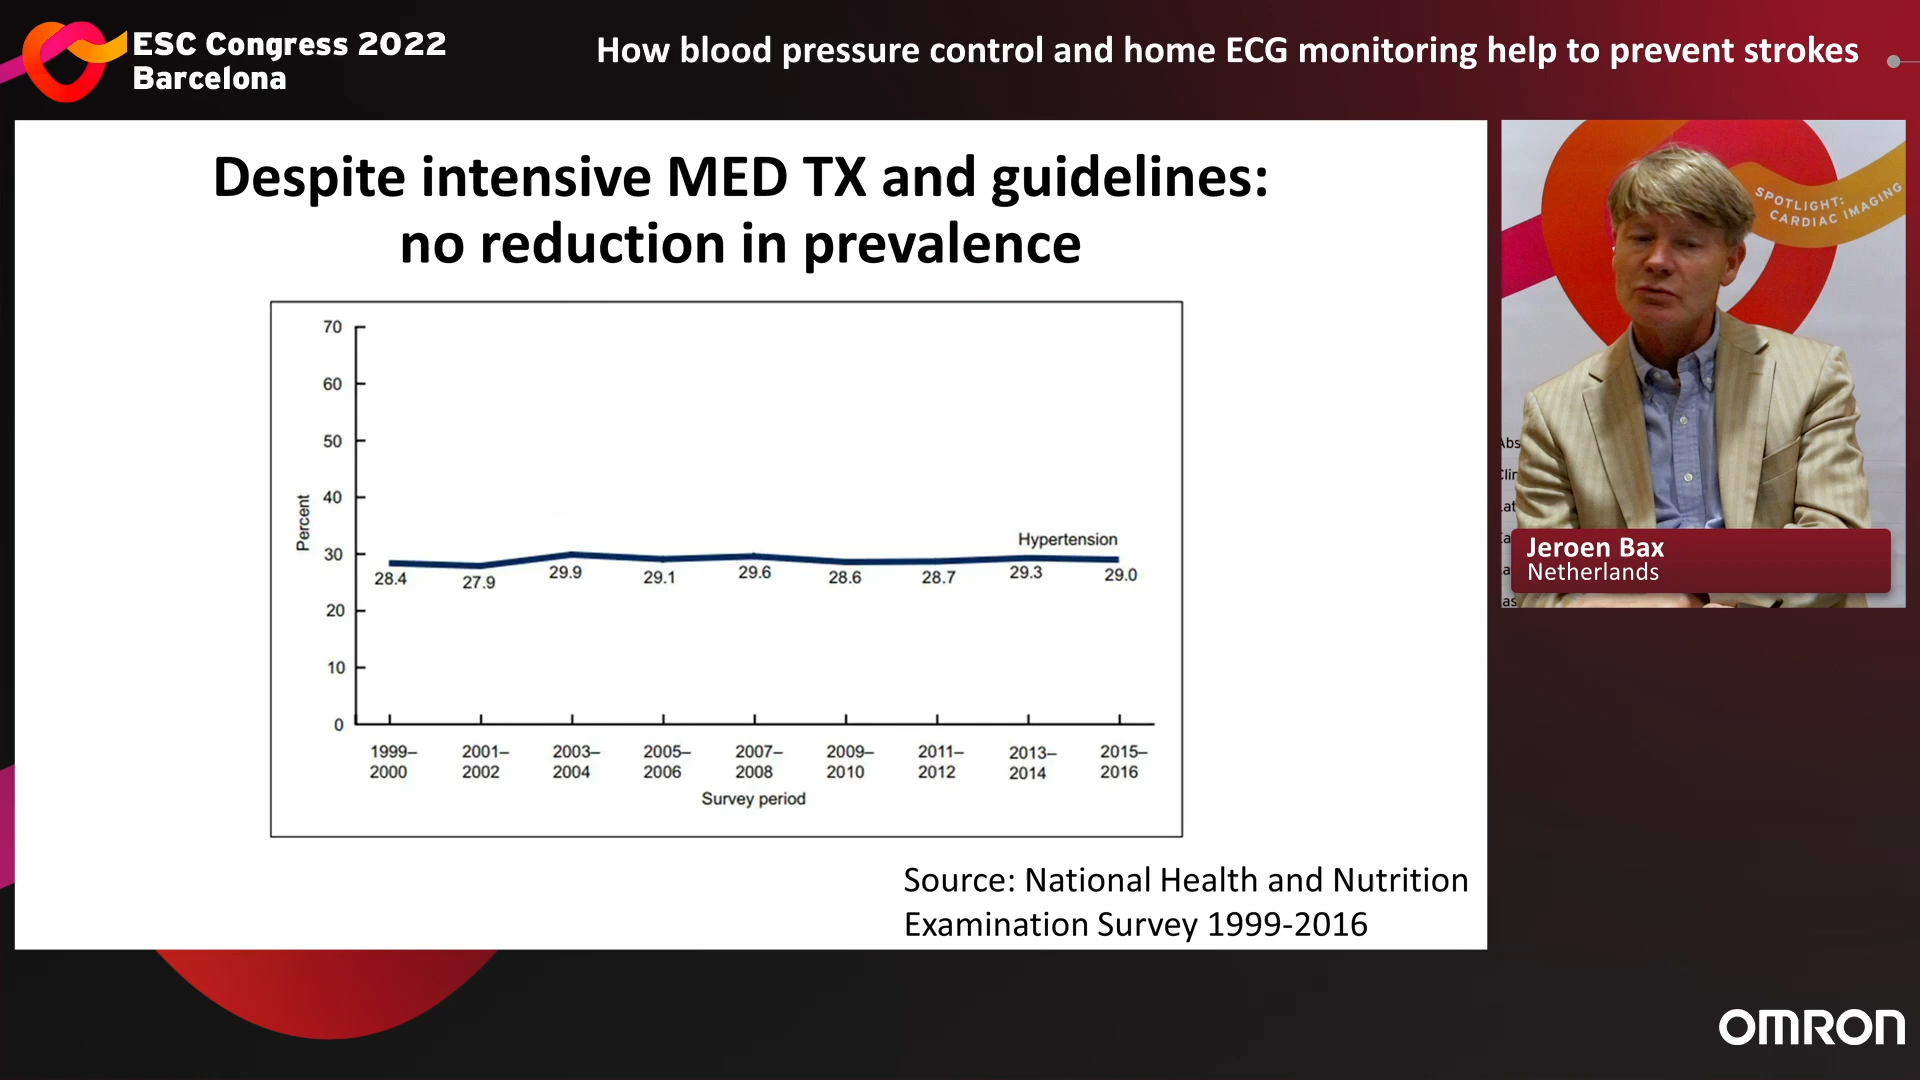 ESC Congress 2022
Barcelona
How blood pressure control and home ECG monitoring help to prevent strokes
Despite intensive MED TX and guidelines:
no reduction in prevalence
70
60
50
40
30
20
10
0
Percent
Hypertension
28.4
27.9
29.9
29.1
29.6
28.6
28.7
29.3
29.0
1999–
2000
2001–
2002
2003–
2004
2005–
2006
2007–
2008
2009–
2010
2011–
2012
2013–
2014
2015–
2016
Survey period
Source: National Health and Nutrition
Examination Survey 1999-2016
SPOTLIGHT:
CARDIAC IMAGING
Jeroen Bax
Netherlands
OMRON